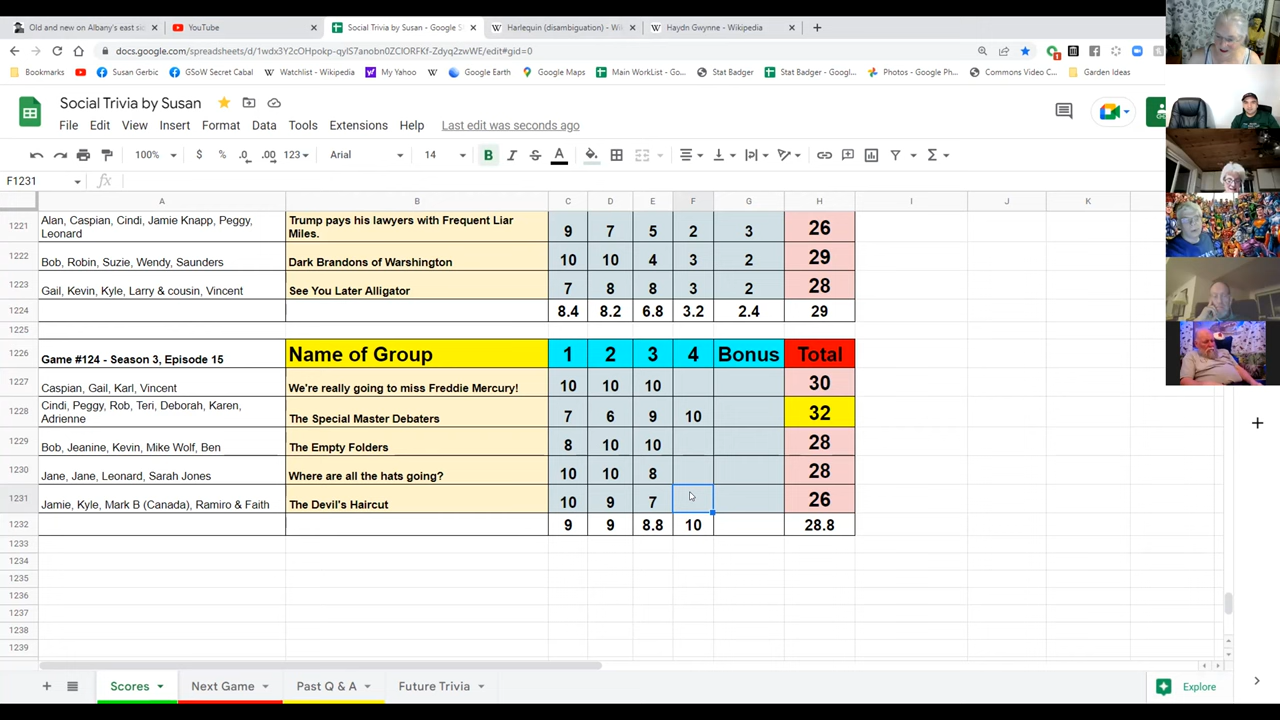 Old and new on Albany's east sid
YouTube
Social Trivia by Susan - Google S
Harlequin (disambiguation) - Wi
Haydn Gwynne - Wikipedia
docs.google.com/spreadsheets/d/
Bookmarks
Susan Gerbic
GSoW Secret Cabal
Watchlist - Wikipedia
My Yahoo
Google Earth
Google Maps
Main WorkList - Go...
Stat Badger
Stat Badger - Googl...
Photos - Google Ph...
Commons Video C...
Garden Ideas
Social Trivia by Susan
File Edit View Insert Format Data Tools Extensions Help Last edit was seconds ago
100% $ % .0 .00 123 Arial 14 B I S A
F1231 fx
A B C D E F G H I J K
1221 Alan, Caspian, Cindi, Jamie Knapp, Peggy, Leonard Trump pays his lawyers with Frequent Liar Miles. 9 7 5 2 3 26
1222 Bob, Robin, Suzie, Wendy, Saunders Dark Brandons of Warshington 10 10 4 3 2 29
1223 Gail, Kevin, Kyle, Larry & cousin, Vincent See You Later Alligator 7 8 8 3 2 28
1224 8.4 8.2 6.8 3.2 2.4 29
1225
1226 Game #124 - Season 3, Episode 15 Name of Group 1 2 3 4 Bonus Total
1227 Caspian, Gail, Karl, Vincent We're really going to miss Freddie Mercury! 10 10 10 30
1228 Cindi, Peggy, Rob, Teri, Deborah, Karen, Adrienne The Special Master Debaters 7 6 9 10 32
1229 Bob, Jeanine, Kevin, Mike Wolf, Ben The Empty Folders 8 10 10 28
1230 Jane, Jane, Leonard, Sarah Jones Where are all the hats going? 10 10 8 28
1231 Jamie, Kyle, Mark B (Canada), Ramiro & Faith The Devil's Haircut 10 9 7 26
1232 9 9 8.8 10 28.8
1233
1234
1235
1236
1237
1238
1239
Scores Next Game Past Q & A Future Trivia Explore